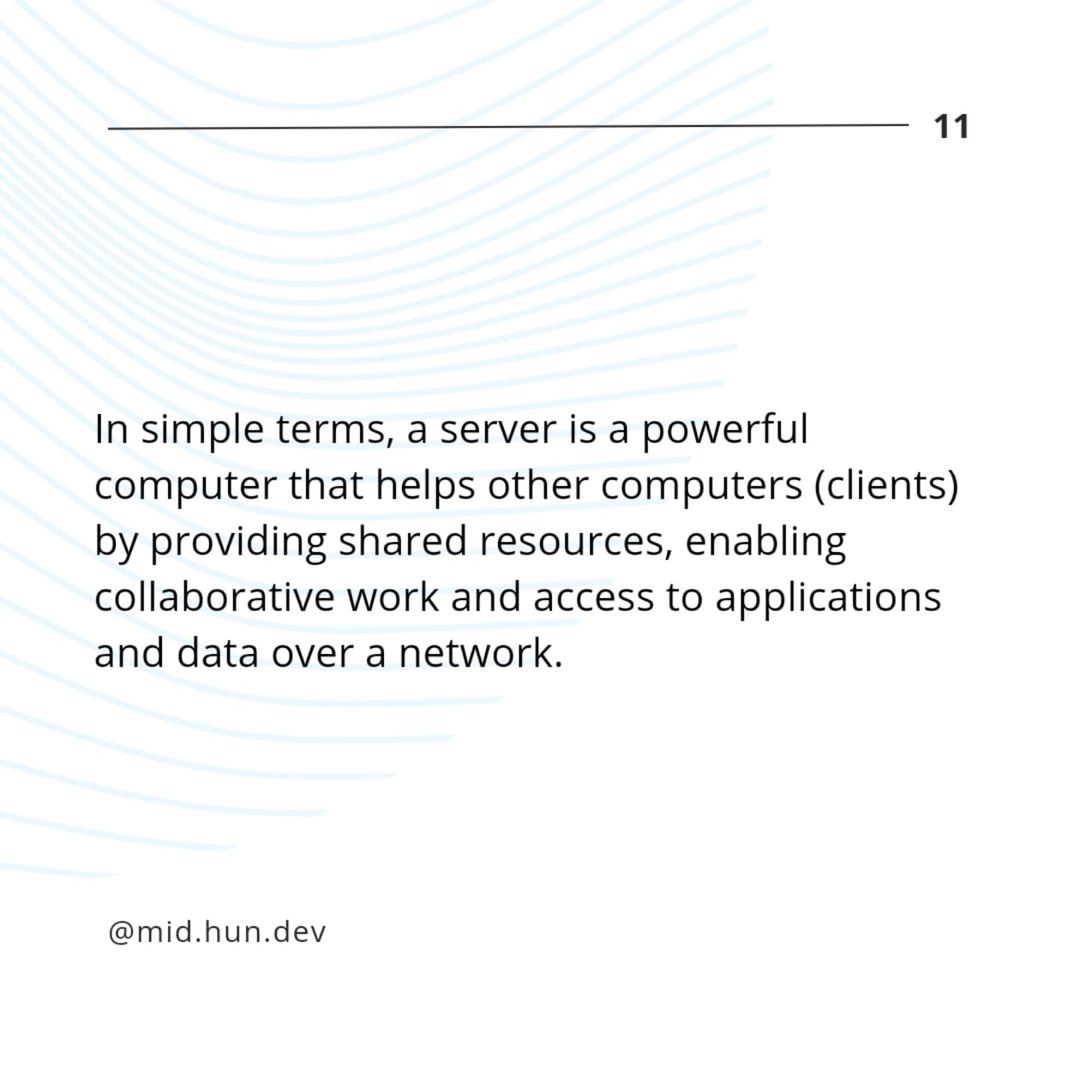 11
In simple terms, a server is a powerful
computer that helps other computers (clients)
by providing shared resources, enabling
collaborative work and access to applications
and data over a network.
@mid.hun.dev